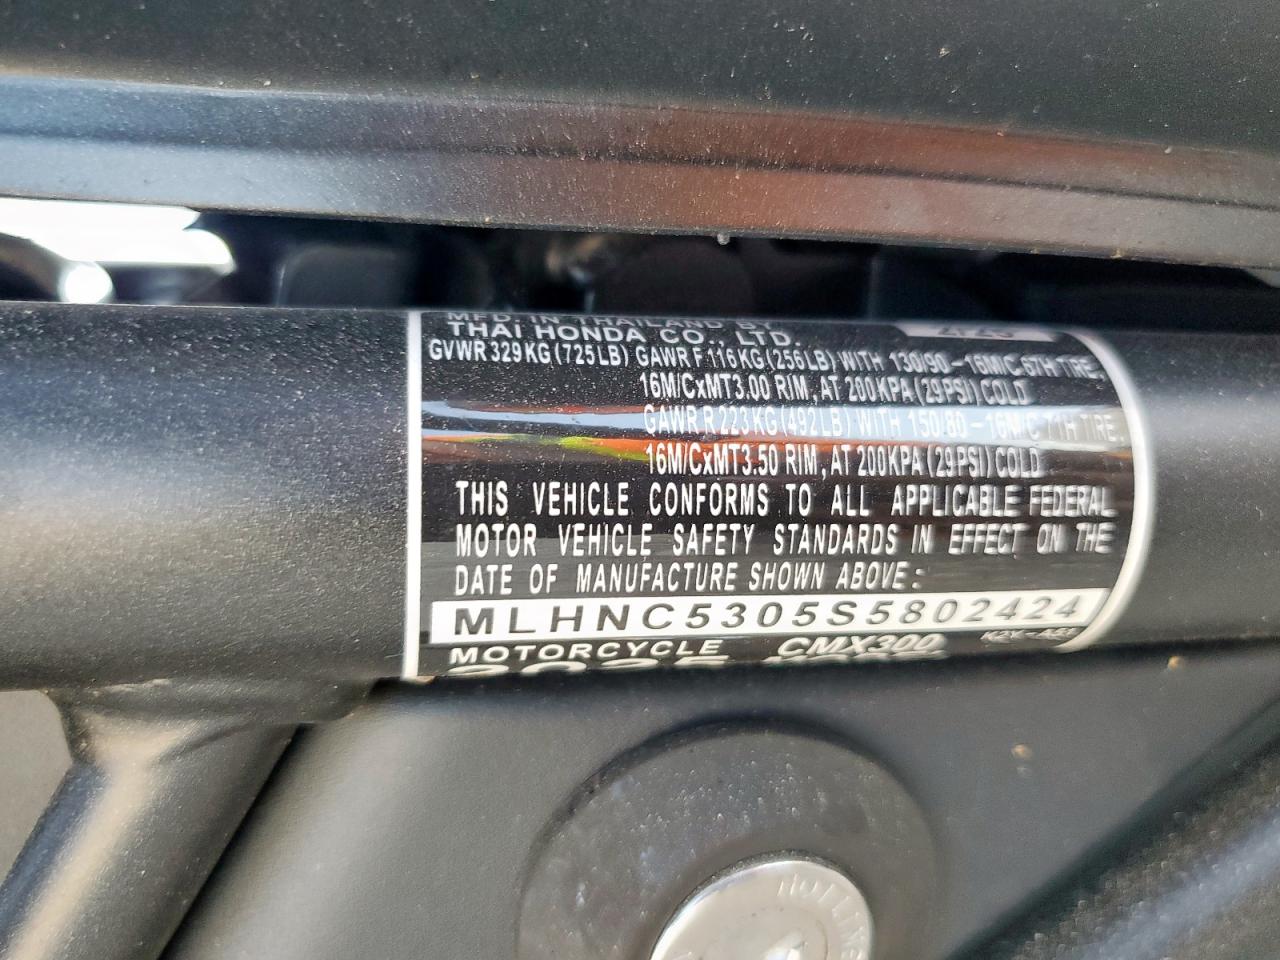 MFD IN THAILAND BY
THAI HONDA CO., LTD.
GVWR 329KG (725LB) GAWR F 116KG (256LB) WITH 130/90-16M/C 67H TIRE,
16M/CxMT3.00 RIM, AT 200KPA (29PSI) COLD
GAWR R 223KG (492LB) WITH 150/80-16M/C 71H TIRE,
16M/CxMT3.50 RIM, AT 200KPA (29PSI) COLD
THIS VEHICLE CONFORMS TO ALL APPLICABLE FEDERAL
MOTOR VEHICLE SAFETY STANDARDS IN EFFECT ON THE
DATE OF MANUFACTURE SHOWN ABOVE:
MLHNC5305S5802424
MOTORCYCLE CMX300
2025